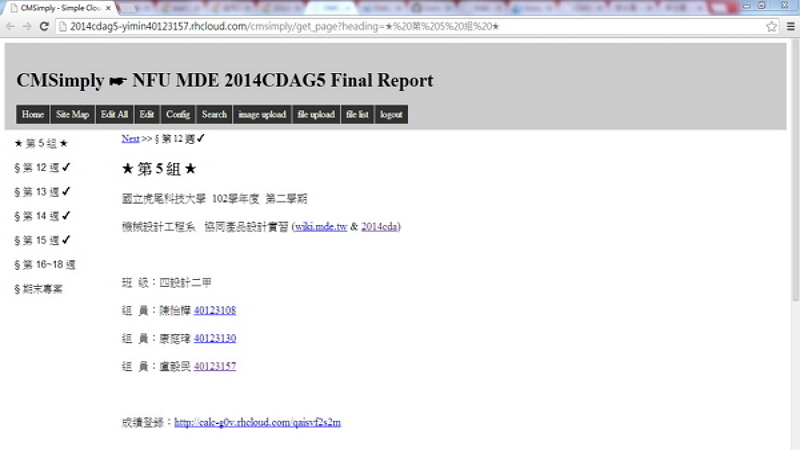 CMSimply - Simple Clou
2014cdag5-yimin40123157.rhcloud.com/cmsimply/get_page?heading=★%20第%205%20組%20★
CMSimply ☛ NFU MDE 2014CDAG5 Final Report
Home Site Map Edit All Edit Config Search image upload file upload file list logout
★ 第 5 組 ★
§ 第 12 週 ✔
§ 第 13 週 ✔
§ 第 14 週 ✔
§ 第 15 週 ✔
§ 第 16~18 週
§ 期末專案
Next >> § 第 12 週 ✔
★ 第 5 組 ★
國立虎尾科技大學 102學年度 第二學期
機械設計工程系 協同產品設計實習 (wiki.mde.tw & 2014cda)
班 級：四設計二甲
組 員：陳怡樺 40123108
組 員：康庭瑋 40123130
組 員：盧毅民 40123157
成績登錄：http://calc-g0v.rhcloud.com/qaisvf2s2m